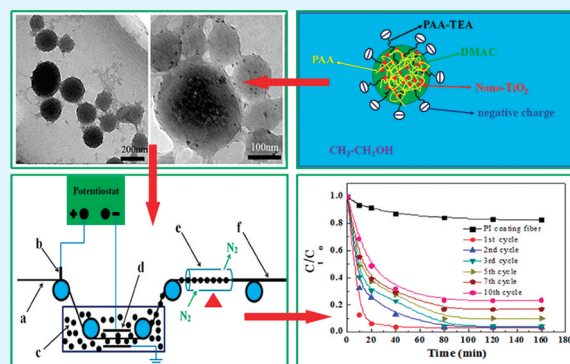 200nm
100nm
PAA-TEA
DMAC
PAA
Nano-TiO2
negative charge
CH3-CH2OH
Potentiostat
+ -
a
b
c
d
e
f
N2
N2
Ct/Co
1.0
0.8
0.6
0.4
0.2
0.0
PI coating fiber
1st cycle
2nd cycle
3rd cycle
5th cycle
7th cycle
10th cycle
0 20 40 60 80 100 120 140 160 180
Time (min)